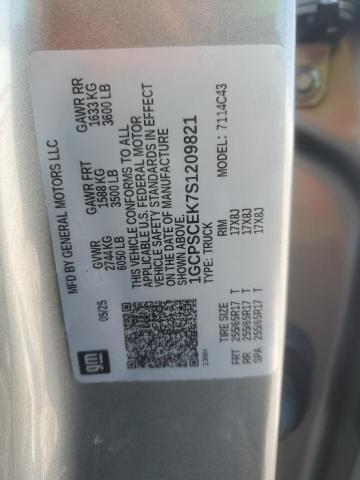 MFD BY GENERAL MOTORS LLC
05/25
GVWR
2744 KG
6050 LB
GAWR FRT
1588 KG
3500 LB
GAWR RR
1633 KG
3600 LB
THIS VEHICLE CONFORMS TO ALL
APPLICABLE U.S. FEDERAL MOTOR
VEHICLE SAFETY STANDARDS IN EFFECT
ON THE DATE OF MANUFACTURE
1GCPSCEK7S1209821
TYPE: TRUCK
MODEL: 7114C43
gm
TIRE SIZE
RIM
FRT 255/65R17 T 17X8J
RR 255/65R17 T 17X8J
SPA 255/65R17 T 17X8J